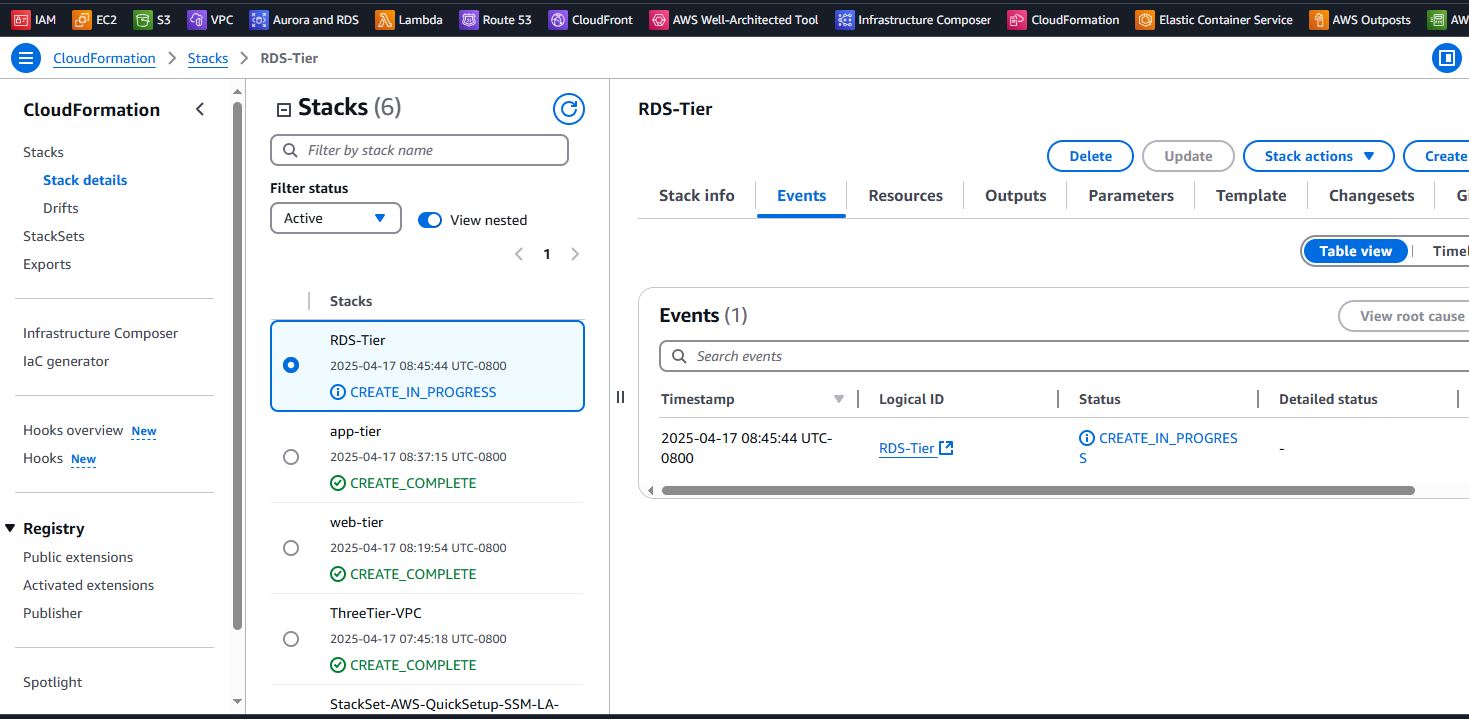 IAM EC2 S3 VPC Aurora and RDS Lambda Route 53 CloudFront AWS Well-Architected Tool Infrastructure Composer CloudFormation Elastic Container Service AWS Outposts AW
CloudFormation > Stacks > RDS-Tier
CloudFormation
Stacks
Stack details
Drifts
StackSets
Exports
Infrastructure Composer
IaC generator
Hooks overview New
Hooks New
Registry
Public extensions
Activated extensions
Publisher
Spotlight
Stacks (6)
Filter by stack name
Filter status
Active
View nested
1
Stacks
RDS-Tier
2025-04-17 08:45:44 UTC-0800
CREATE_IN_PROGRESS
app-tier
2025-04-17 08:37:15 UTC-0800
CREATE_COMPLETE
web-tier
2025-04-17 08:19:54 UTC-0800
CREATE_COMPLETE
ThreeTier-VPC
2025-04-17 07:45:18 UTC-0800
CREATE_COMPLETE
StackSet-AWS-QuickSetup-SSM-LA-
RDS-Tier
Delete Update Stack actions Create
Stack info Events Resources Outputs Parameters Template Changesets Gi
Table view Timel
Events (1)
View root cause
Search events
Timestamp Logical ID Status Detailed status
2025-04-17 08:45:44 UTC-
0800
RDS-Tier
CREATE_IN_PROGRES
S
-